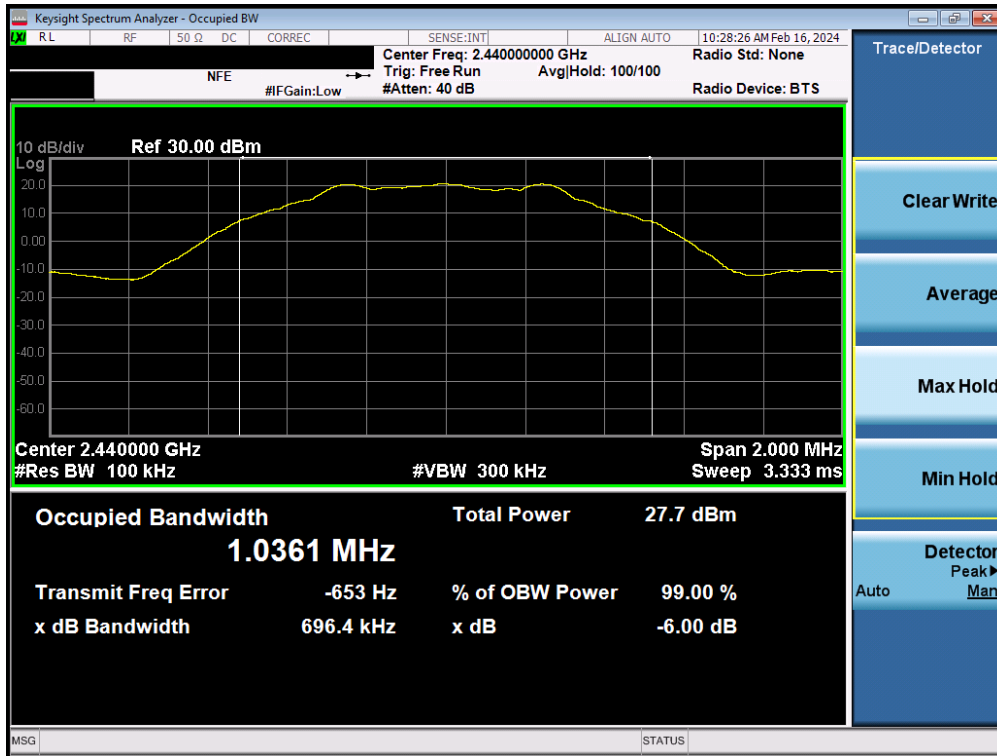 Keysight Spectrum Analyzer - Occupied BW
LXI RL RF 50 Ω DC CORREC SENSE:INT ALIGN AUTO 10:28:26 AM Feb 16, 2024
Center Freq: 2.440000000 GHz Radio Std: None
NFE Trig: Free Run Avg|Hold: 100/100
#IFGain:Low #Atten: 40 dB Radio Device: BTS
Trace/Detector
10 dB/div Ref 30.00 dBm
Log
20.0
10.0
0.00
-10.0
-20.0
-30.0
-40.0
-50.0
-60.0
Center 2.440000 GHz Span 2.000 MHz
#Res BW 100 kHz #VBW 300 kHz Sweep 3.333 ms
Occupied Bandwidth Total Power 27.7 dBm
1.0361 MHz
Transmit Freq Error -653 Hz % of OBW Power 99.00 %
x dB Bandwidth 696.4 kHz x dB -6.00 dB
Clear Write
Average
Max Hold
Min Hold
Detector
Peak▶
Auto Man
MSG STATUS